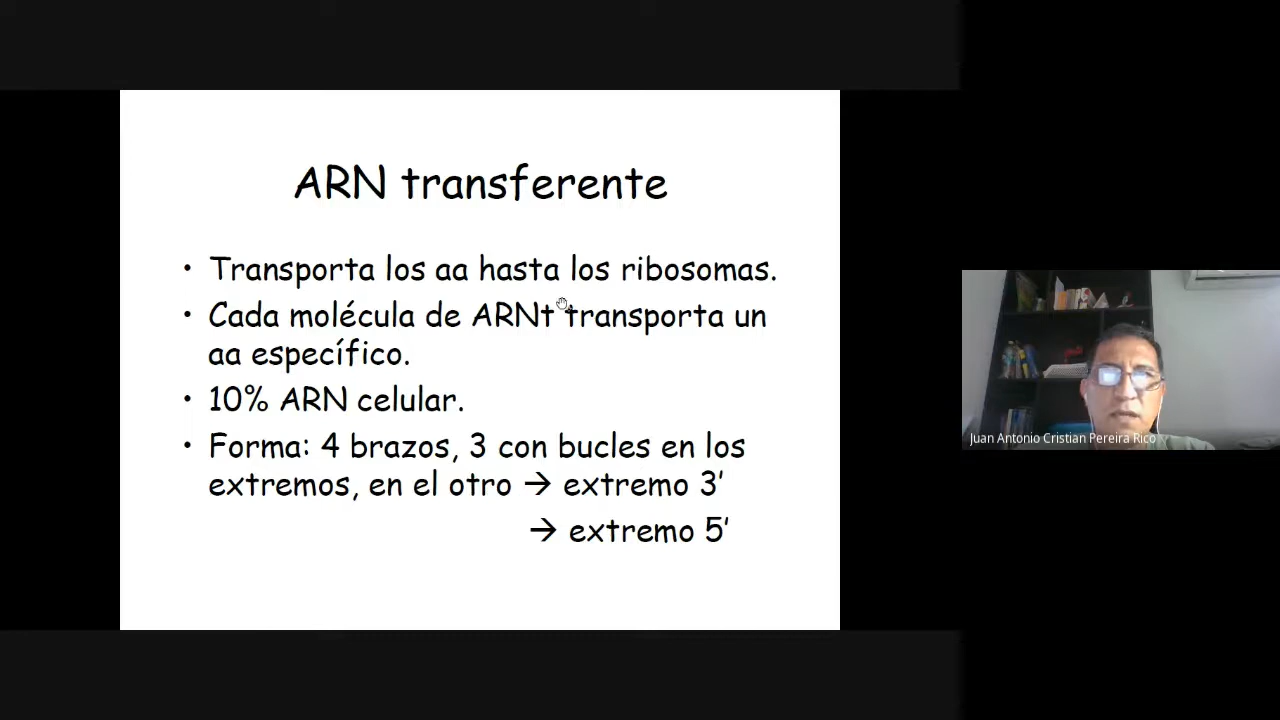 ARN transferente
• Transporta los aa hasta los ribosomas.
• Cada molécula de ARNt transporta un
aa específico.
• 10% ARN celular.
• Forma: 4 brazos, 3 con bucles en los
extremos, en el otro → extremo 3’
→ extremo 5’
Juan Antonio Cristian Pereira Rico